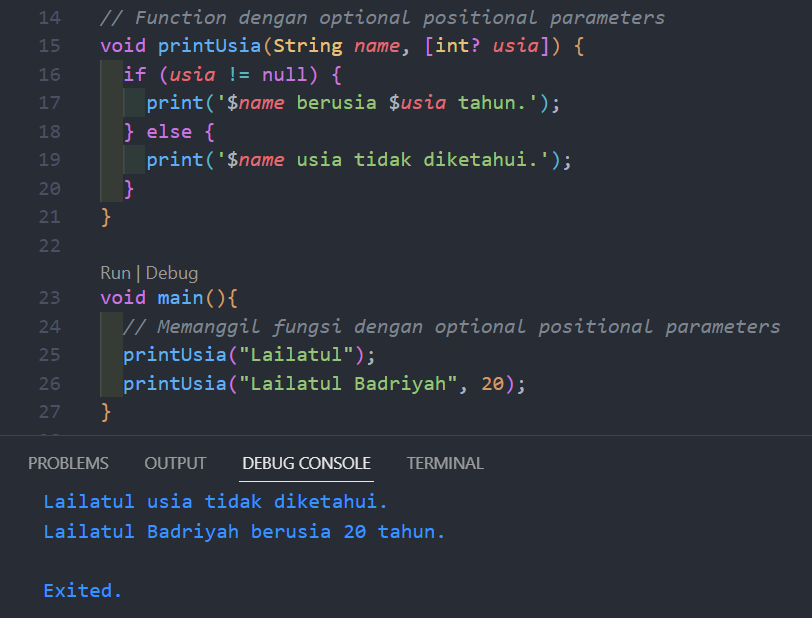 14 // Function dengan optional positional parameters
15 void printUsia(String name, [int? usia]) {
16   if (usia != null) {
17     print('$name berusia $usia tahun.');
18   } else {
19     print('$name usia tidak diketahui.');
20   }
21 }
22
Run | Debug
23 void main(){
24   // Memanggil fungsi dengan optional positional parameters
25   printUsia("Lailatul");
26   printUsia("Lailatul Badriyah", 20);
27 }
PROBLEMS OUTPUT DEBUG CONSOLE TERMINAL
Lailatul usia tidak diketahui.
Lailatul Badriyah berusia 20 tahun.
Exited.